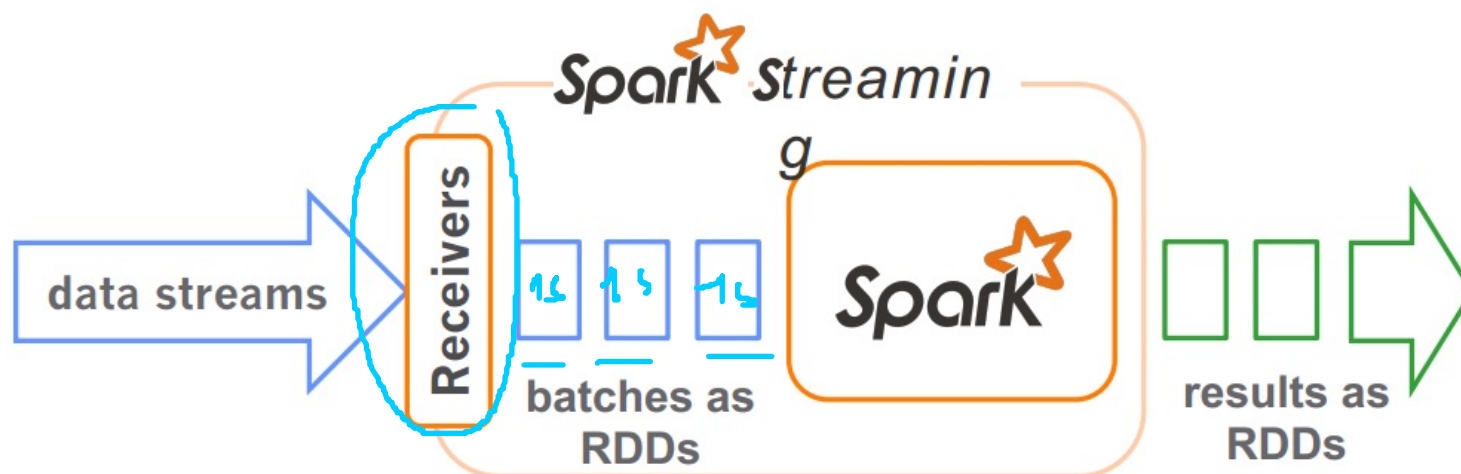 Spark Streamin
g
Receivers
data streams
1s 1s 1s
Spark
batches as
RDDs
results as
RDDs